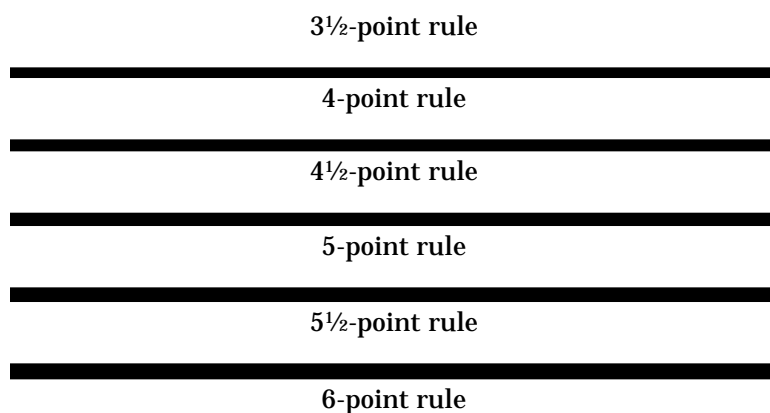 3½-point rule
4-point rule
4½-point rule
5-point rule
5½-point rule
6-point rule